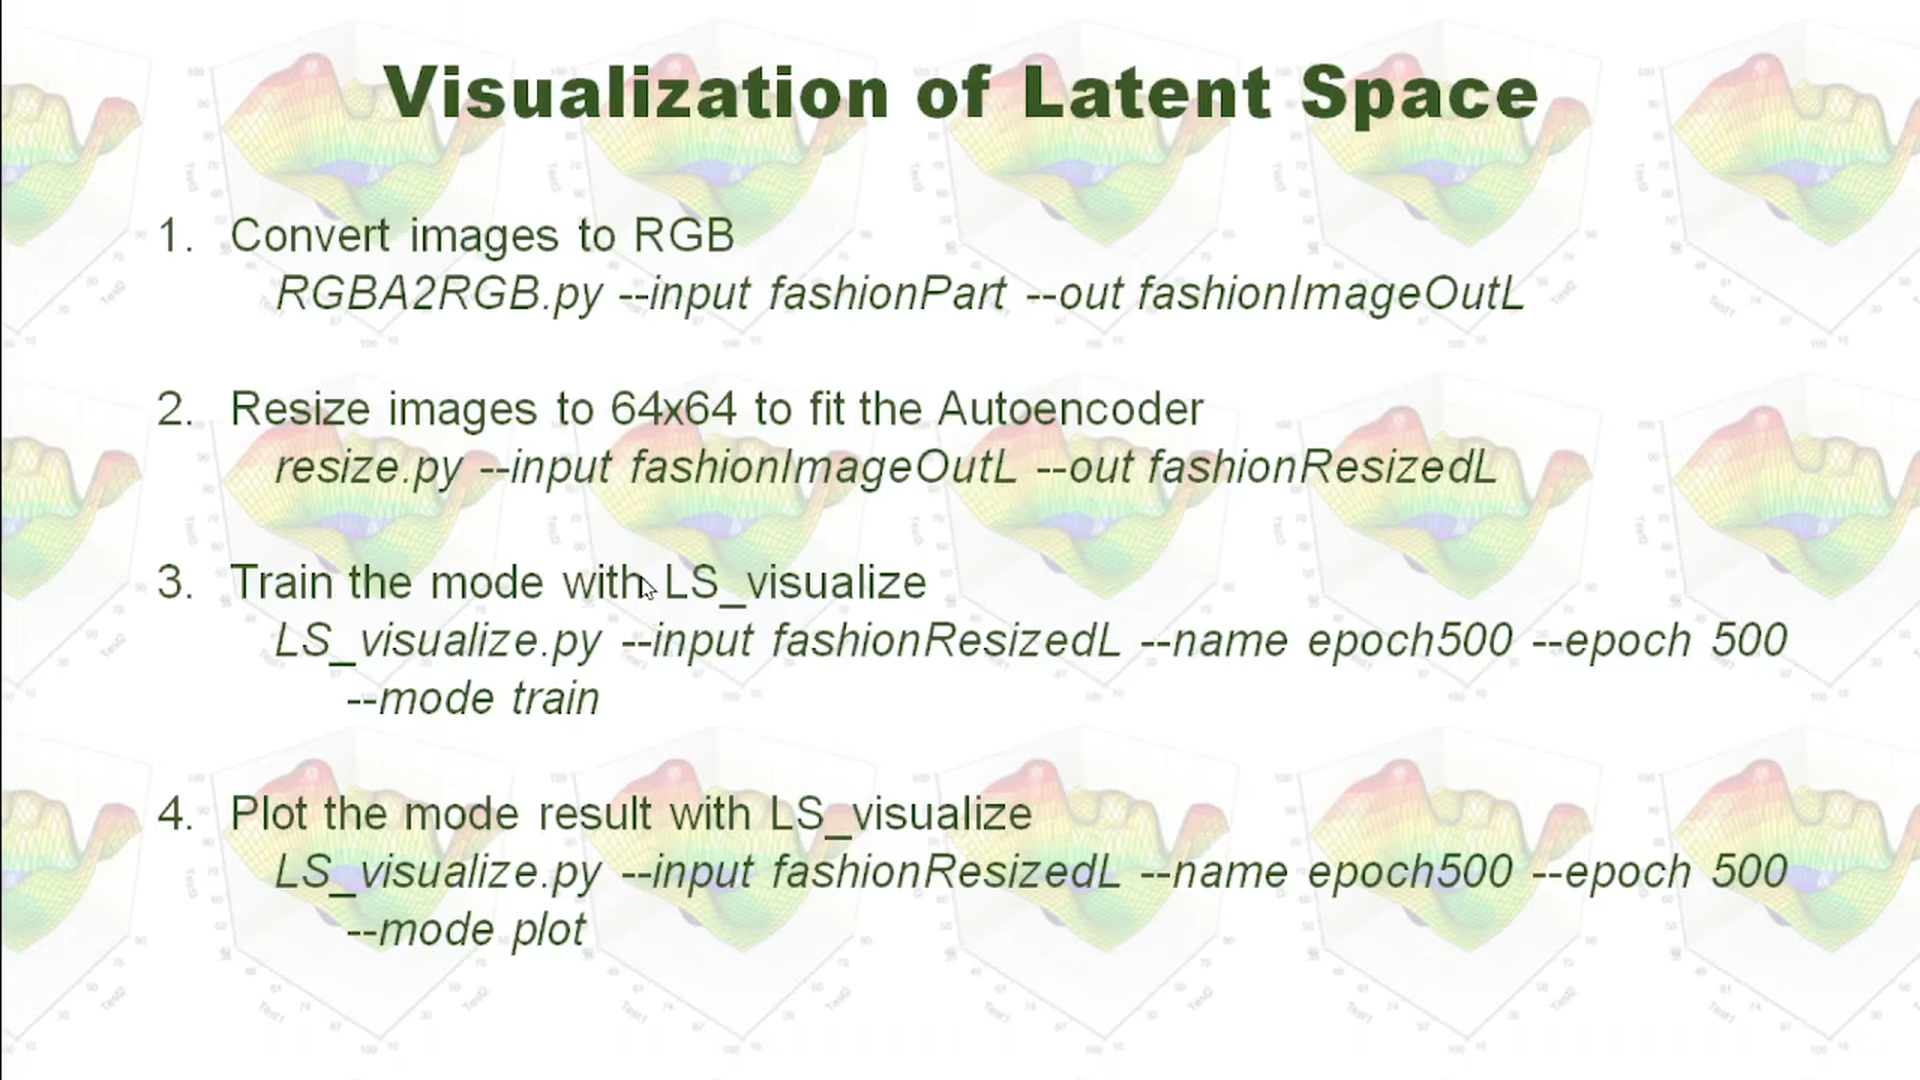 Visualization of Latent Space
1. Convert images to RGB
RGBA2RGB.py --input fashionPart --out fashionImageOutL
2. Resize images to 64x64 to fit the Autoencoder
resize.py --input fashionImageOutL --out fashionResizedL
3. Train the mode with LS_visualize
LS_visualize.py --input fashionResizedL --name epoch500 --epoch 500
--mode train
4. Plot the mode result with LS_visualize
LS_visualize.py --input fashionResizedL --name epoch500 --epoch 500
--mode plot